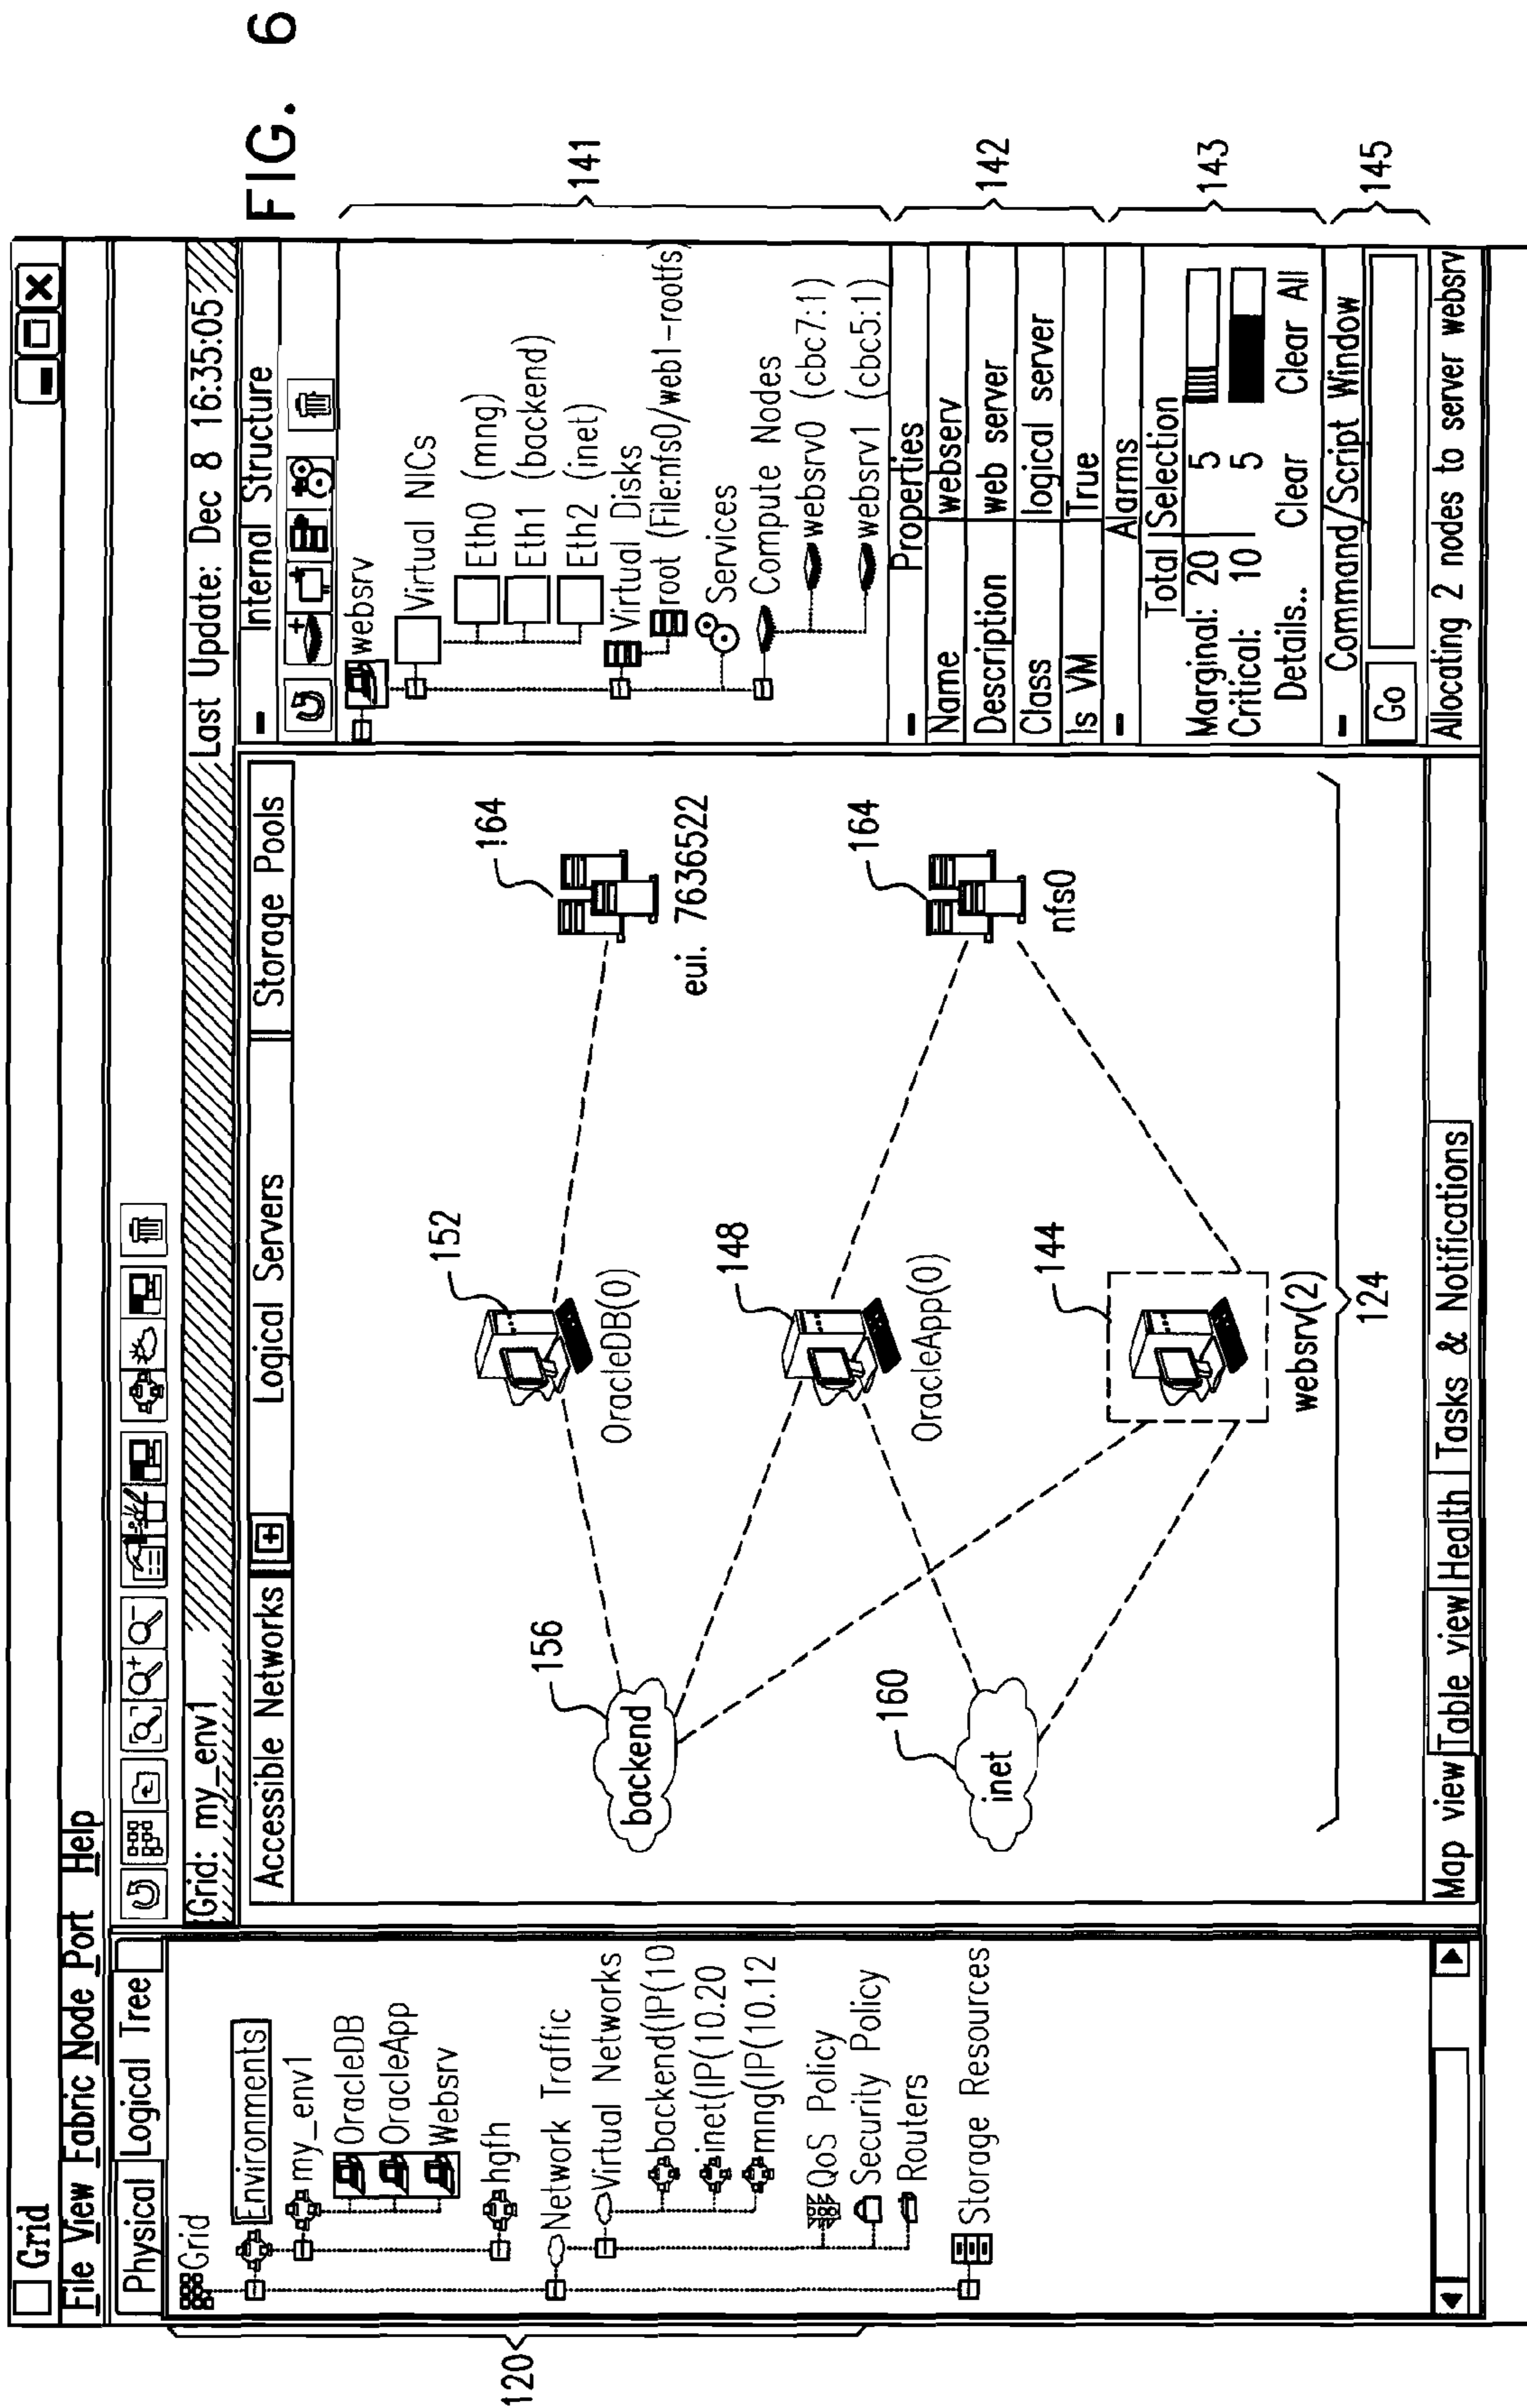 FIG. 6
Grid
File View Fabric Node Port Help
Physical Logical Tree
Grid
Environments
my_env1
OracleDB
OracleApp
Websrv
hgfh
Network Traffic
Virtual Networks
backend(IP(10
inet(IP(10.20
mng(IP(10.12
QoS Policy
Security Policy
Routers
Storage Resources
120
Grid: my_env1
Last Update: Dec 8 16:35:05
Accessible Networks
Logical Servers
Storage Pools
152
OracleDB(0)
164
eui. 7636522
156
backend
148
OracleApp(0)
164
nfs0
160
inet
144
websrv(2)
124
Map view Table view Health Tasks & Notifications
Internal Structure
websrv
Virtual NICs
Eth0 (mng)
Eth1 (backend)
Eth2 (inet)
Virtual Disks
root (File:nfs0/web1-rootfs)
Services
Compute Nodes
websrv0 (cbc7:1)
websrv1 (cbc5:1)
141
Properties
Name webserv
Description web server
Class logical server
Is VM True
142
Alarms
Total Selection
Marginal: 20 5
Critical: 10 5
Details.. Clear Clear All
143
Command/Script Window
Go
145
Allocating 2 nodes to server websrv